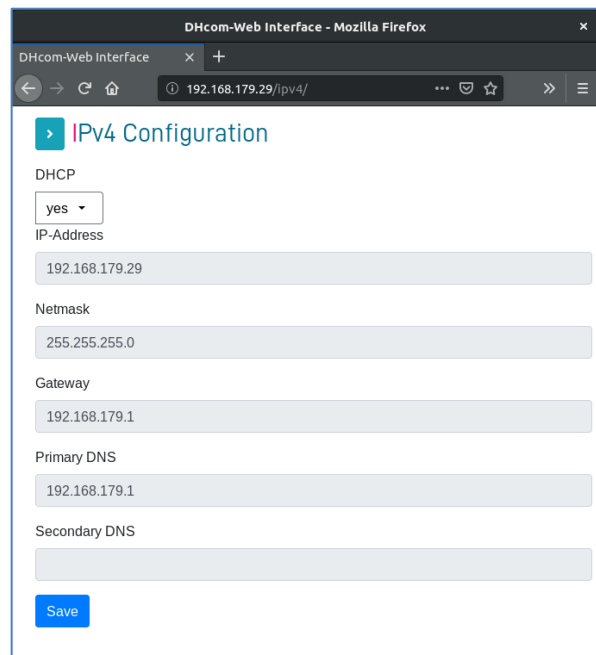 DHcom-Web Interface - Mozilla Firefox
DHcom-Web Interface
192.168.179.29/ipv4/
IPv4 Configuration
DHCP
yes
IP-Address
192.168.179.29
Netmask
255.255.255.0
Gateway
192.168.179.1
Primary DNS
192.168.179.1
Secondary DNS
Save